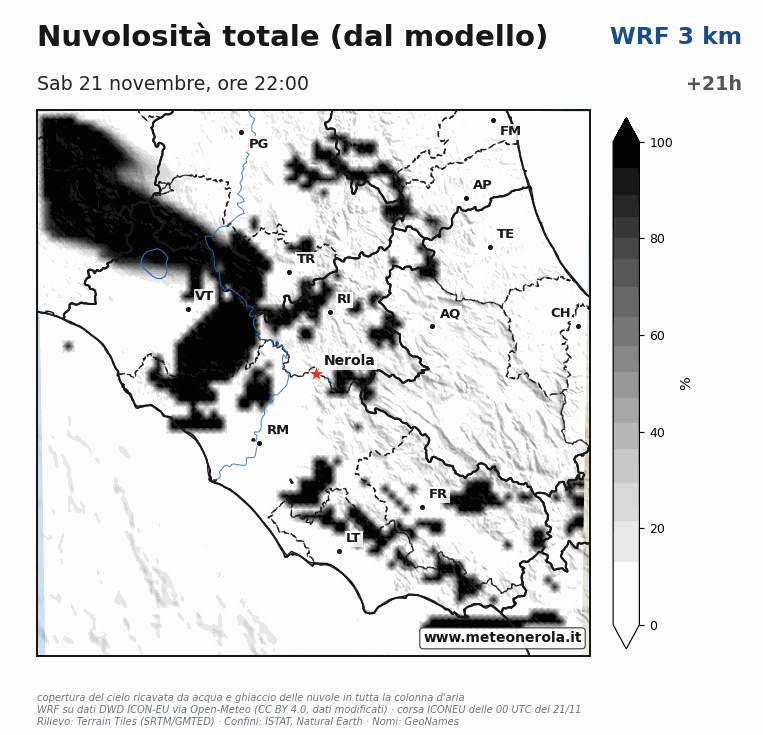 Nuvolosità totale (dal modello)
WRF 3 km
Sab 21 novembre, ore 22:00
+21h
FM
PG
AP
TE
TR
VT
RI
AQ
CH
Nerola
RM
FR
LT
100
80
60
40
20
0
%
www.meteonerola.it
copertura del cielo ricavata da acqua e ghiaccio delle nuvole in tutta la colonna d'aria
WRF su dati DWD ICON-EU via Open-Meteo (CC BY 4.0, dati modificati) · corsa ICONEU delle 00 UTC del 21/11
Rilievo: Terrain Tiles (SRTM/GMTED) · Confini: ISTAT, Natural Earth · Nomi: GeoNames